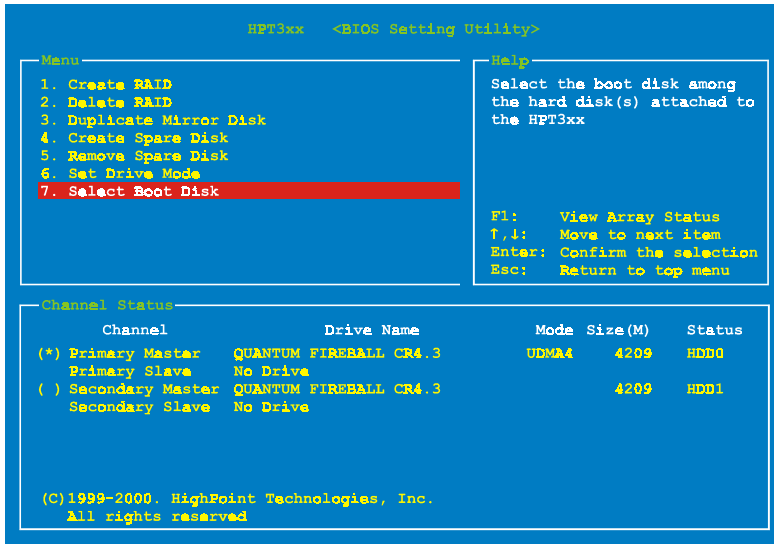 HPT3xx <BIOS Setting Utility>
Menu
1. Create RAID
2. Delete RAID
3. Duplicate Mirror Disk
4. Create Spare Disk
5. Remove Spare Disk
6. Set Drive Mode
7. Select Boot Disk
Help
Select the boot disk among
the hard disk(s) attached to
the HPT3xx
F1: View Array Status
↑,↓: Move to next item
Enter: Confirm the selection
Esc: Return to top menu
Channel Status
Channel Drive Name Mode Size(M) Status
(*) Primary Master QUANTUM FIREBALL CR4.3 UDMA4 4209 HDD0
Primary Slave No Drive
( ) Secondary Master QUANTUM FIREBALL CR4.3 4209 HDD1
Secondary Slave No Drive
(C)1999-2000. HighPoint Technologies, Inc.
All rights reserved